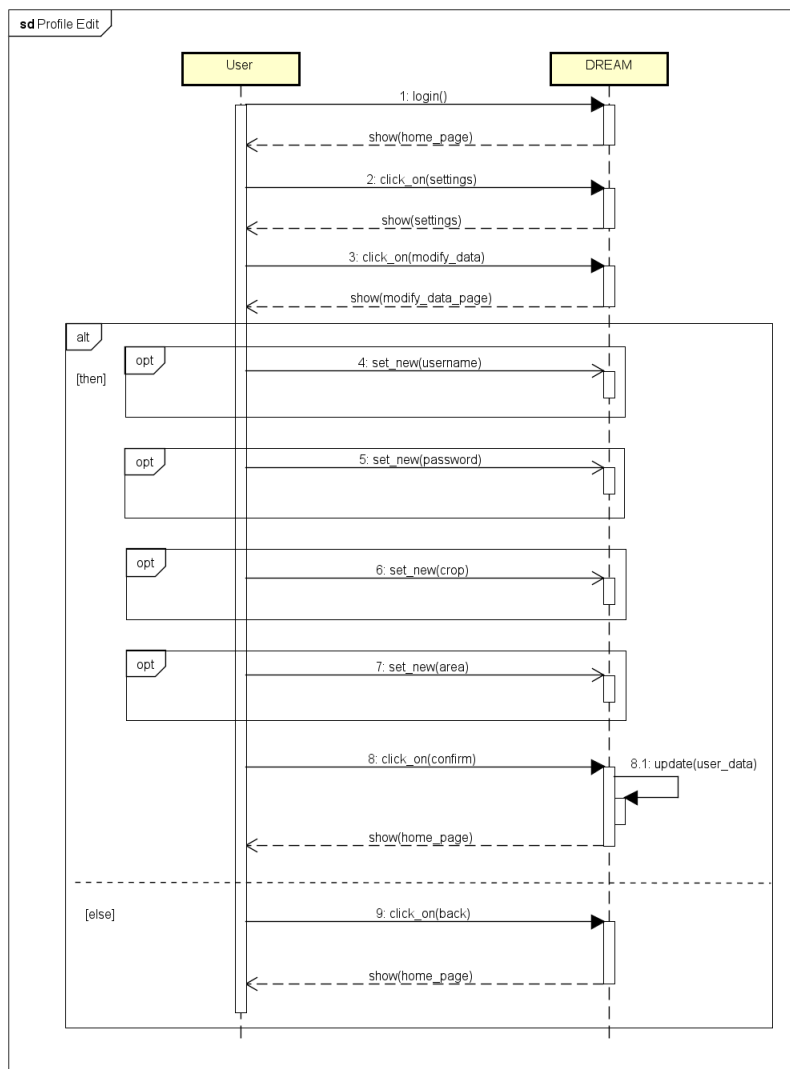 sd Profile Edit
User
DREAM
1: login()
show(home_page)
2: click_on(settings)
show(settings)
3: click_on(modify_data)
show(modify_data_page)
alt
opt
4: set_new(username)
[then]
opt
5: set_new(password)
opt
6: set_new(crop)
opt
7: set_new(area)
8: click_on(confirm)
8.1: update(user_data)
show(home_page)
[else]
9: click_on(back)
show(home_page)